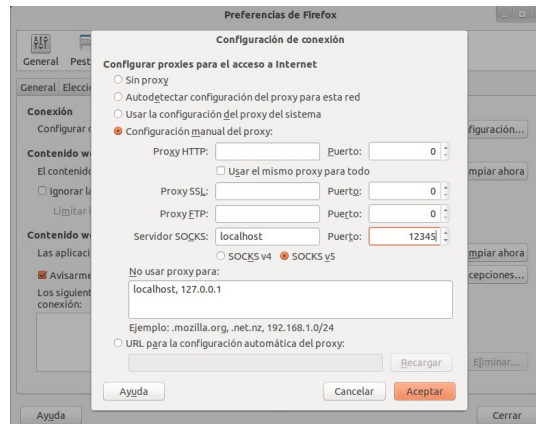 Preferencias de Firefox
General Pest
Configuración de conexión
Configurar proxies para el acceso a Internet
Sin proxy
Autodetectar configuración del proxy para esta red
Usar la configuración del proxy del sistema
Configuración manual del proxy:
Proxy HTTP: Puerto: 0
Usar el mismo proxy para todo
Proxy SSL: Puerto: 0
Proxy FTP: Puerto: 0
Servidor SOCKS: localhost Puerto: 12345
SOCKS v4 SOCKS v5
No usar proxy para:
localhost, 127.0.0.1
Ejemplo: .mozilla.org, .net.nz, 192.168.1.0/24
URL para la configuración automática del proxy:
Recargar
Ayuda Cancelar Aceptar
General Elecci
Conexión
Configurar figuración...
Contenido w
El contenido mpiar ahora
Ignorar la
Limitar
Contenido w
Las aplicaci mpiar ahora
Avisarme cepciones...
Los siguient
conexión:
Eliminar...
Ayuda Cerrar